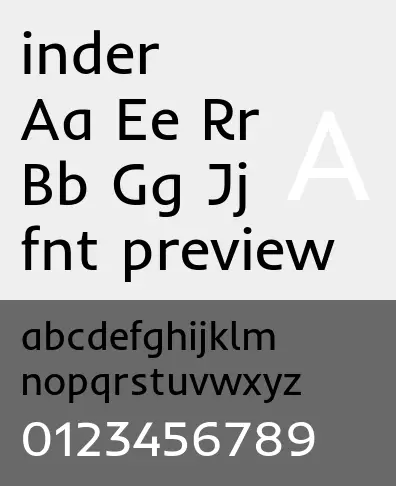 inder
Aa Ee Rr
A
Bb Gg Jj
fnt preview
abcdefghijklm
nopqrstuvwxyz
0123456789